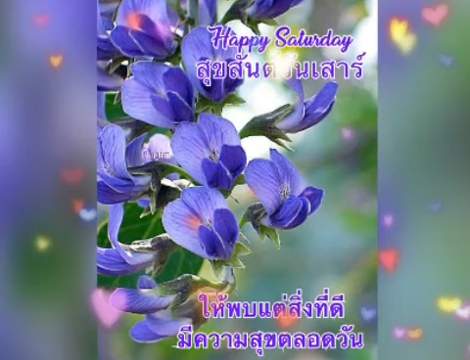 Happy Saturday
สุขสันต์วันเสาร์
ให้พบแต่สิ่งที่ดี
มีความสุขตลอดวัน